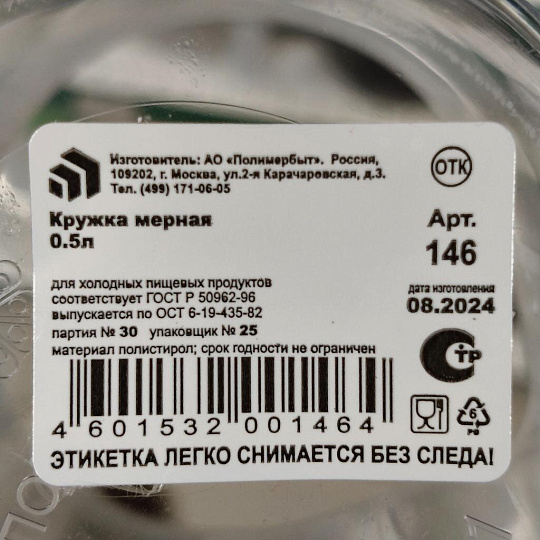 Изготовитель: АО «Полимербыт». Россия,
109202, г. Москва, ул.2-я Карачаровская, д.3.
Тел. (499) 171-06-05
ОТК
Кружка мерная
0.5л
Арт.
146
для холодных пищевых продуктов
соответствует ГОСТ Р 50962-96
выпускается по ОСТ 6-19-435-82
партия № 30 упаковщик № 25
материал полистирол; срок годности не ограничен
дата изготовления
08.2024
СТР
6
PS
4 601532 001464
ЭТИКЕТКА ЛЕГКО СНИМАЕТСЯ БЕЗ СЛЕДА!